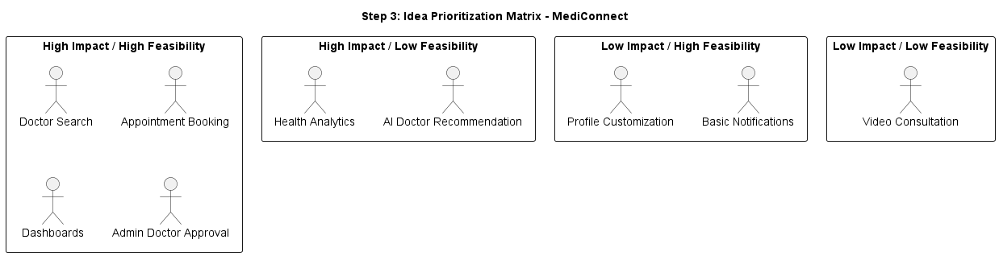 Step 3: Idea Prioritization Matrix - MediConnect
High Impact / High Feasibility
Doctor Search
Appointment Booking
Dashboards
Admin Doctor Approval
High Impact / Low Feasibility
Health Analytics
AI Doctor Recommendation
Low Impact / High Feasibility
Profile Customization
Basic Notifications
Low Impact / Low Feasibility
Video Consultation